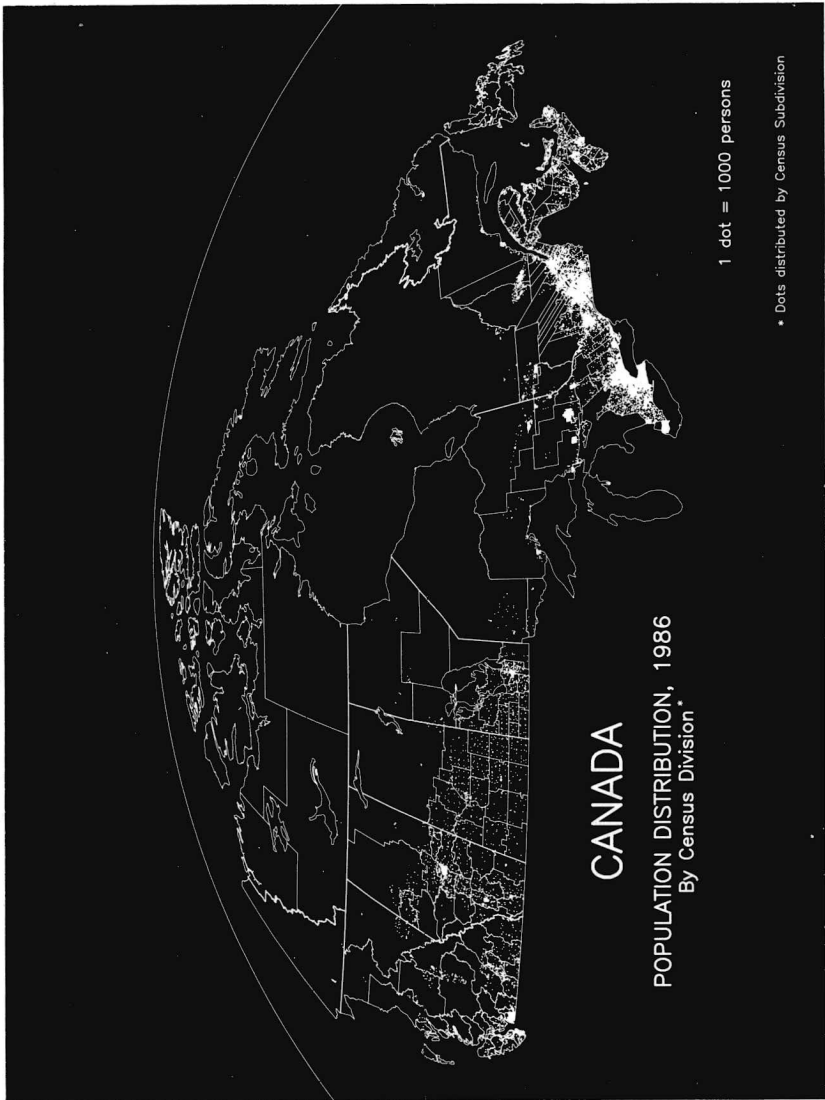 CANADA
POPULATION DISTRIBUTION, 1986
By Census Division*
1 dot = 1000 persons
* Dots distributed by Census Subdivision